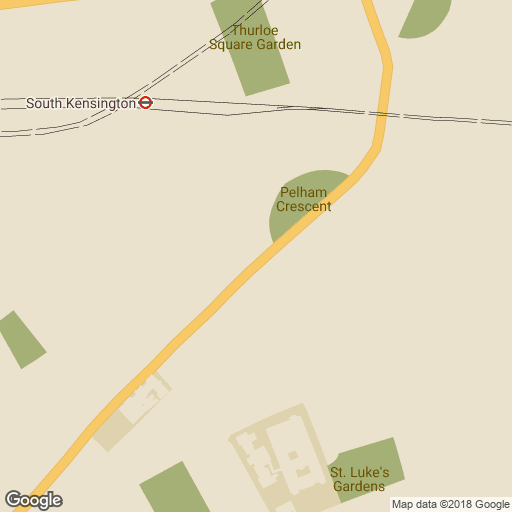 Thurloe
Square Garden
South Kensington
Pelham
Crescent
St. Luke's
Gardens
Google
Map data ©2018 Google